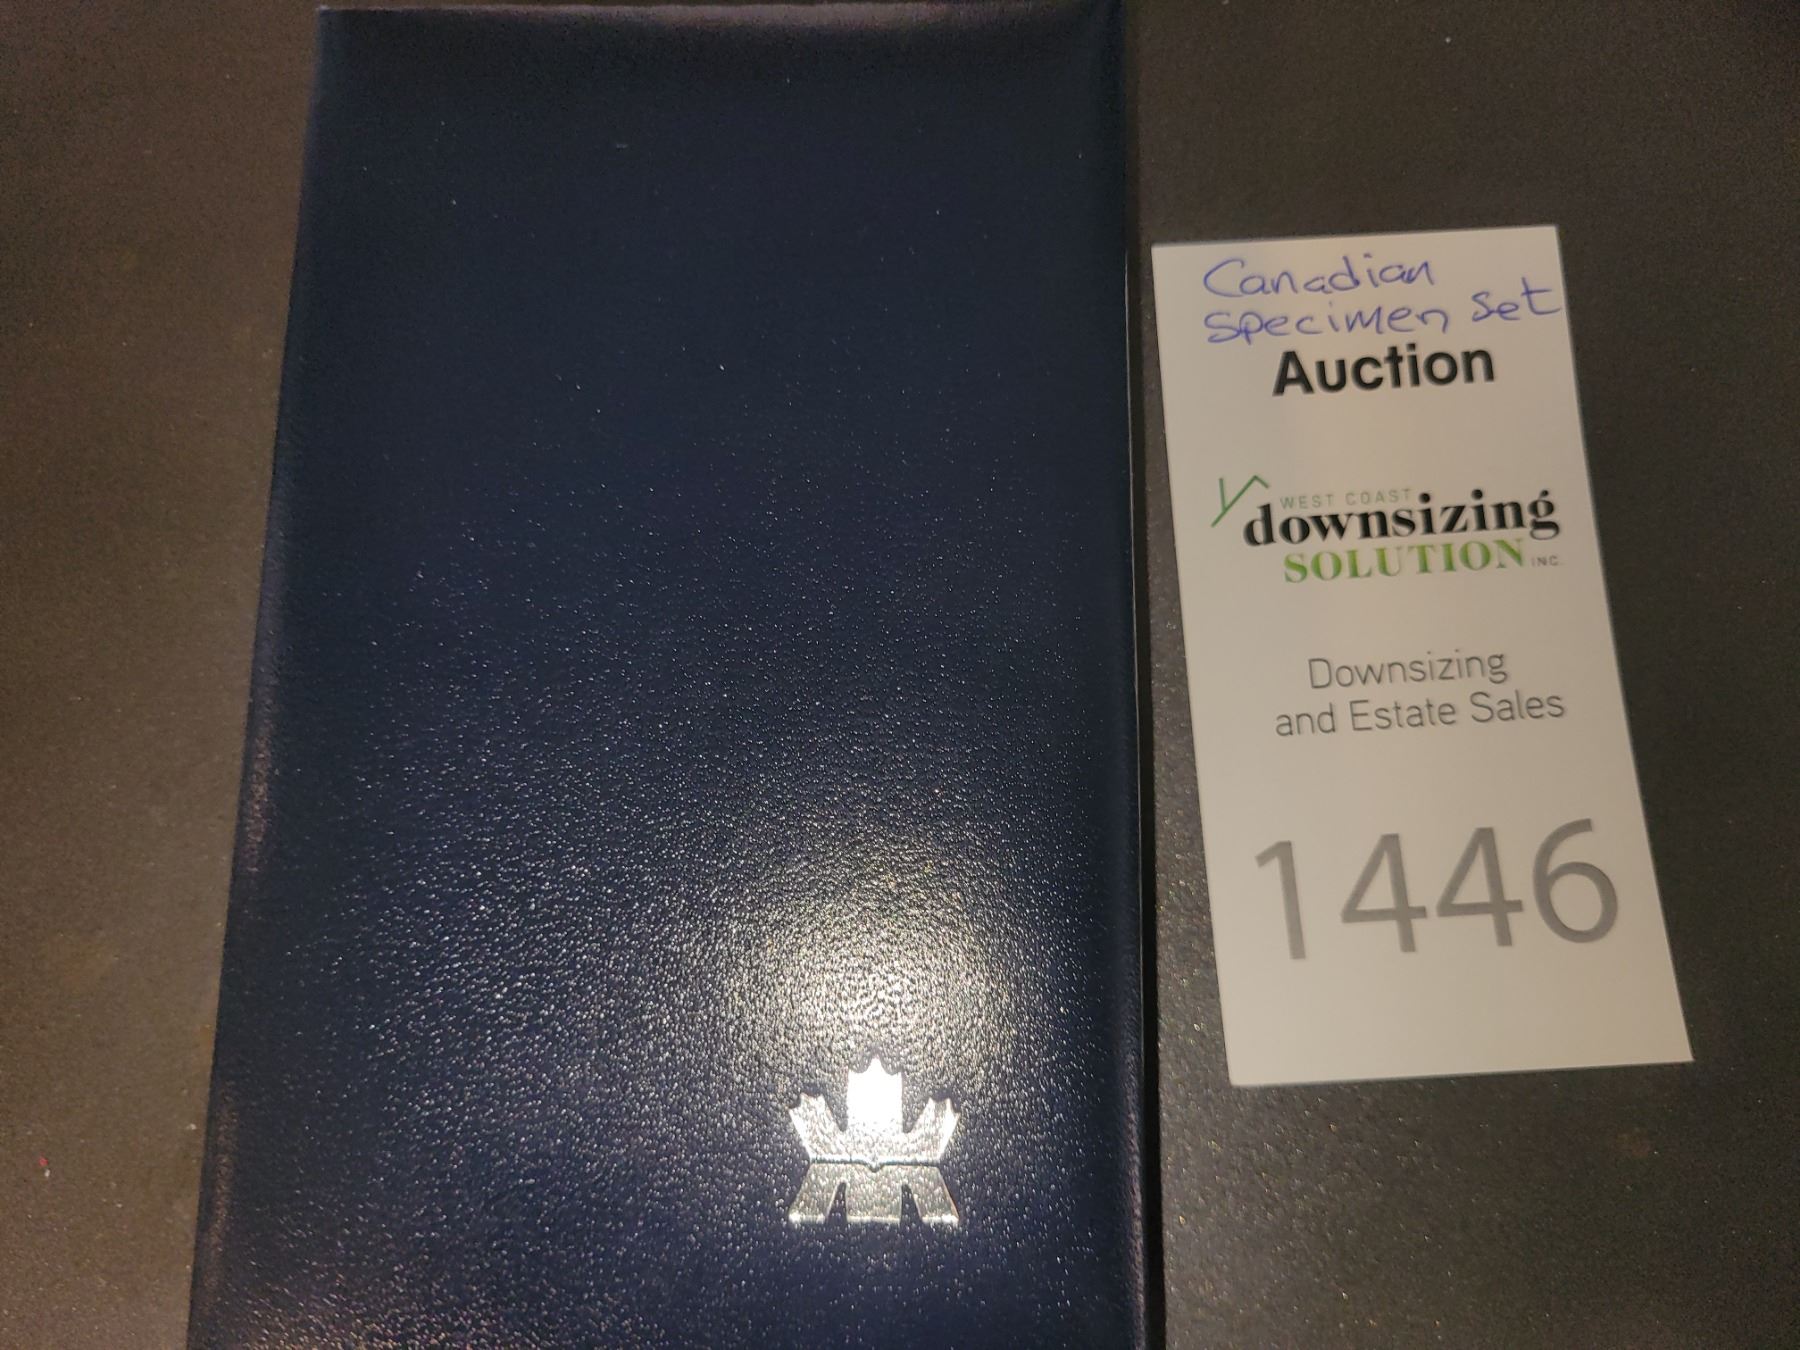 Canadian
Specimen Set
Auction
WEST COAST
downsizing
SOLUTION INC.
Downsizing
and Estate Sales
1446